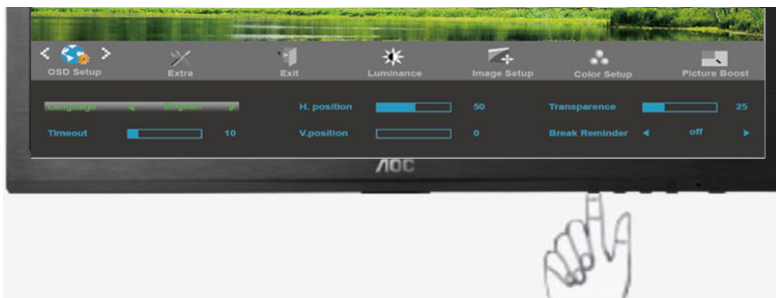 OSD Setup Extra Exit Luminance Image Setup Color Setup Picture Boost
Language English H. position 50 Transparence 25
Timeout 10 V.position 0 Break Reminder off
AOC